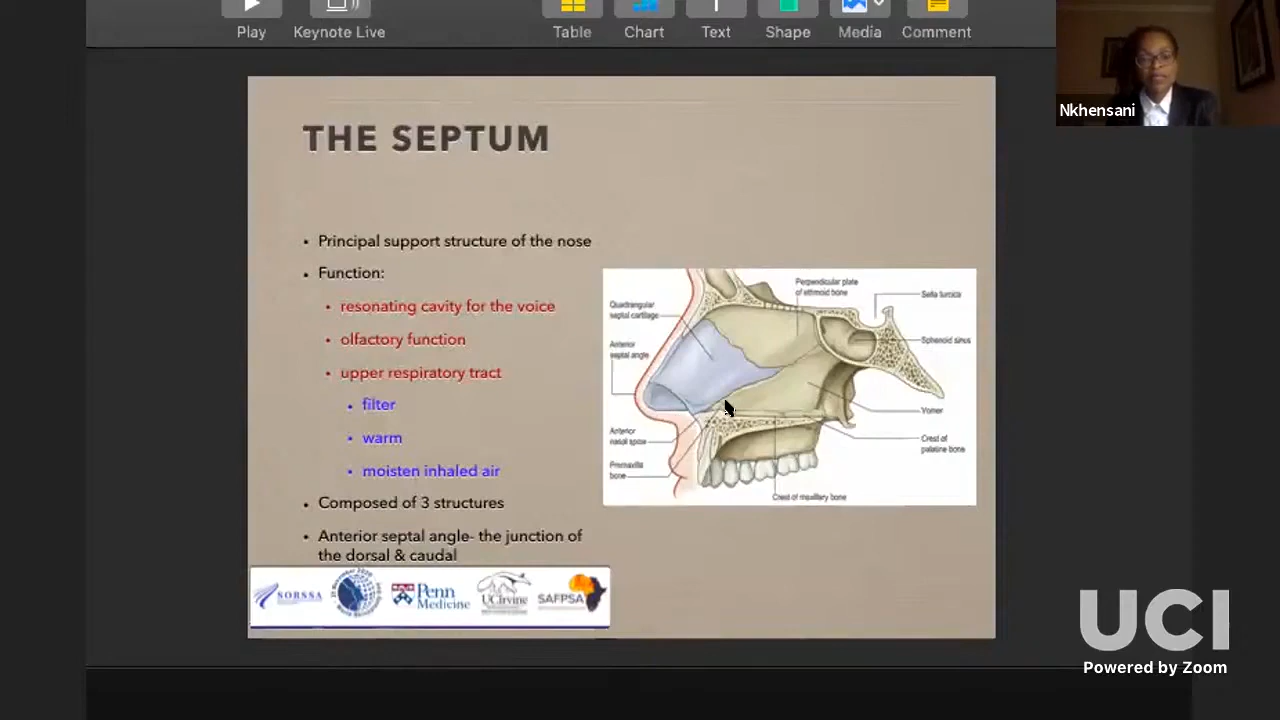 Play
Keynote Live
Table
Chart
Text
Shape
Media
Comment
Nkhensani
THE SEPTUM
• Principal support structure of the nose
• Function:
• resonating cavity for the voice
• olfactory function
• upper respiratory tract
• filter
• warm
• moisten inhaled air
• Composed of 3 structures
• Anterior septal angle- the junction of
the dorsal & caudal
Quadrangular
septal cartilage
Anterior
septal angle
Anterior
nasal spine
Premaxilla
bone
Perpendicular plate
of ethmoid bone
Sella turcica
Sphenoid sinus
Vomer
Crest of
palatine bone
Crest of maxillary bone
NORSSA
Penn
Medicine
UCIrvine
SAFPSA
UCI
Powered by Zoom